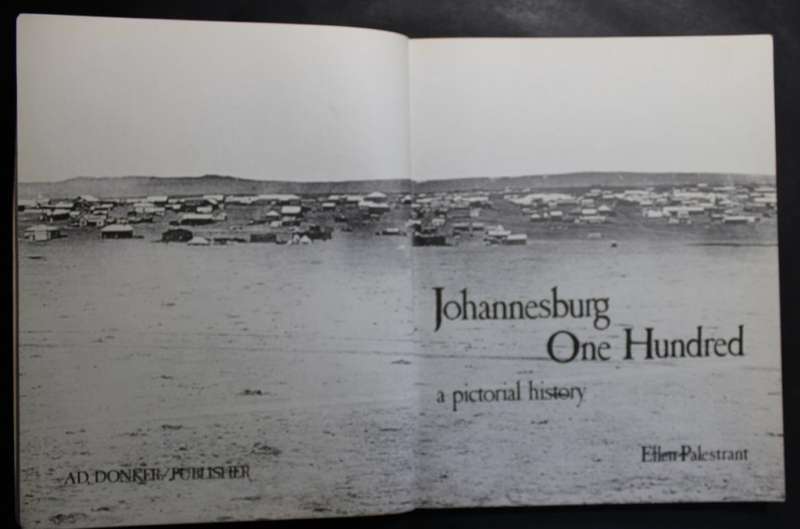 Johannesburg
One Hundred
a pictorial history
Ellen Palestrant
AD. DONKER/PUBLISHER